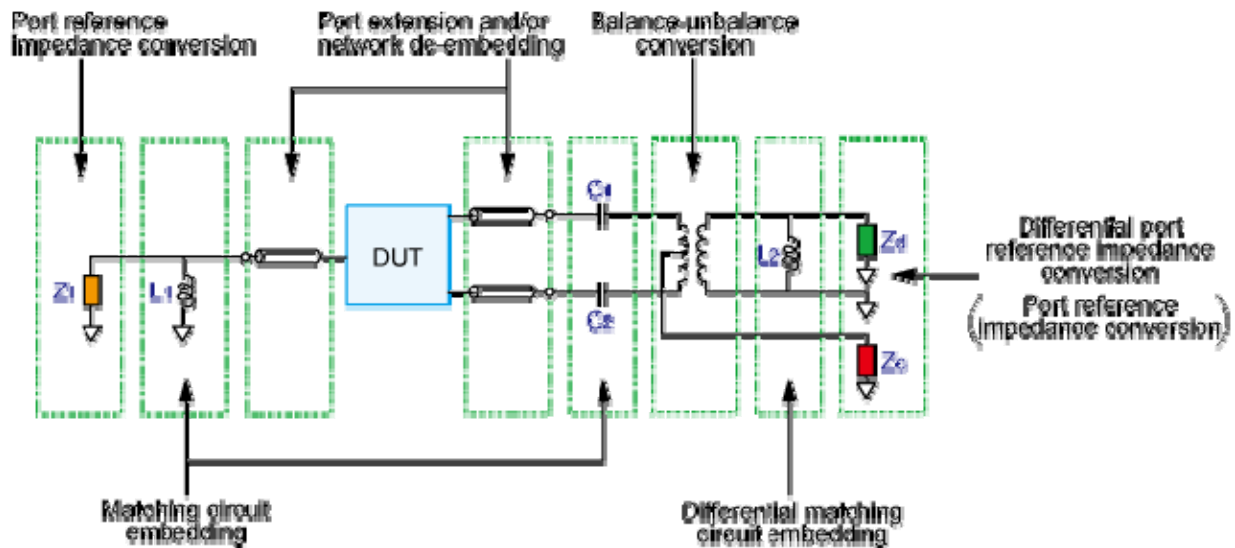 Port reference
impedance conversion
Port extension and/or
network de-embedding
Balance-unbalance
conversion
C1
DUT
L2
Zd
Z1
L1
C2
Zc
Differential port
reference impedance
conversion
(Port reference
impedance conversion)
Matching circuit
embedding
Differential matching
circuit embedding